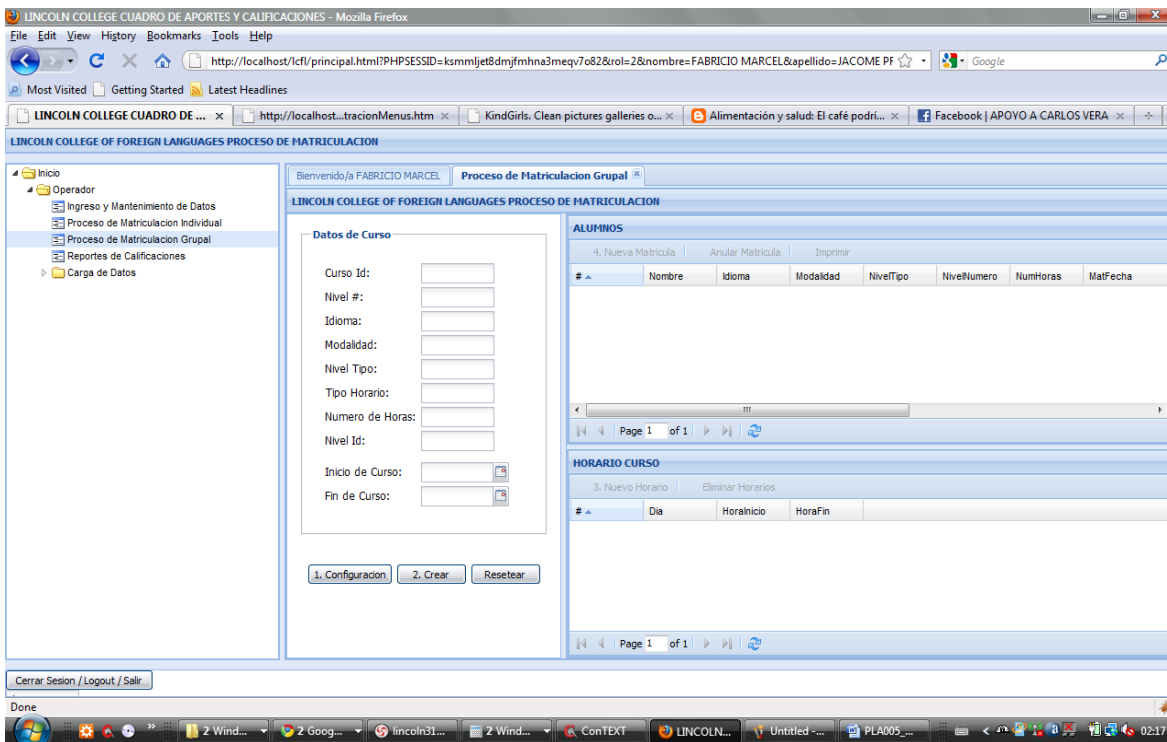 LINCOLN COLLEGE CUADRO DE APORTES Y CALIFICACIONES - Mozilla Firefox
File Edit View History Bookmarks Tools Help
http://localhost/lcfl/principal.html?PHPSESSID=ksmmljet8dmjfmhna3meqv7o82&rol=2&nombre=FABRICIO MARCEL&apellido=JACOME PF
Google
Most Visited Getting Started Latest Headlines
LINCOLN COLLEGE CUADRO DE ... http://localhost...tracionMenus.htm KindGirls. Clean pictures galleries o... Alimentación y salud: El café podrí... Facebook | APOYO A CARLOS VERA
LINCOLN COLLEGE OF FOREIGN LANGUAGES PROCESO DE MATRICULACION
Inicio
Operador
Ingreso y Mantenimiento de Datos
Proceso de Matriculacion Individual
Proceso de Matriculacion Grupal
Reportes de Calificaciones
Carga de Datos
Bienvenido/a FABRICIO MARCEL Proceso de Matriculacion Grupal
LINCOLN COLLEGE OF FOREIGN LANGUAGES PROCESO DE MATRICULACION
Datos de Curso
Curso Id:
Nivel #:
Idioma:
Modalidad:
Nivel Tipo:
Tipo Horario:
Numero de Horas:
Nivel Id:
Inicio de Curso:
Fin de Curso:
1. Configuracion 2. Crear Resetear
ALUMNOS
4. Nueva Matricula Anular Matricula Imprimir
# Nombre Idioma Modalidad NivelTipo NivelNumero NumHoras MatFecha
Page 1 of 1
HORARIO CURSO
3. Nuevo Horario Eliminar Horarios
# Dia HoraInicio HoraFin
Page 1 of 1
Cerrar Sesion / Logout / Salir
Done
2 Wind... 2 Goog... lincoln31... 2 Wind... ConTEXT LINCOLN... Untitled -... PLA005_... 02:17